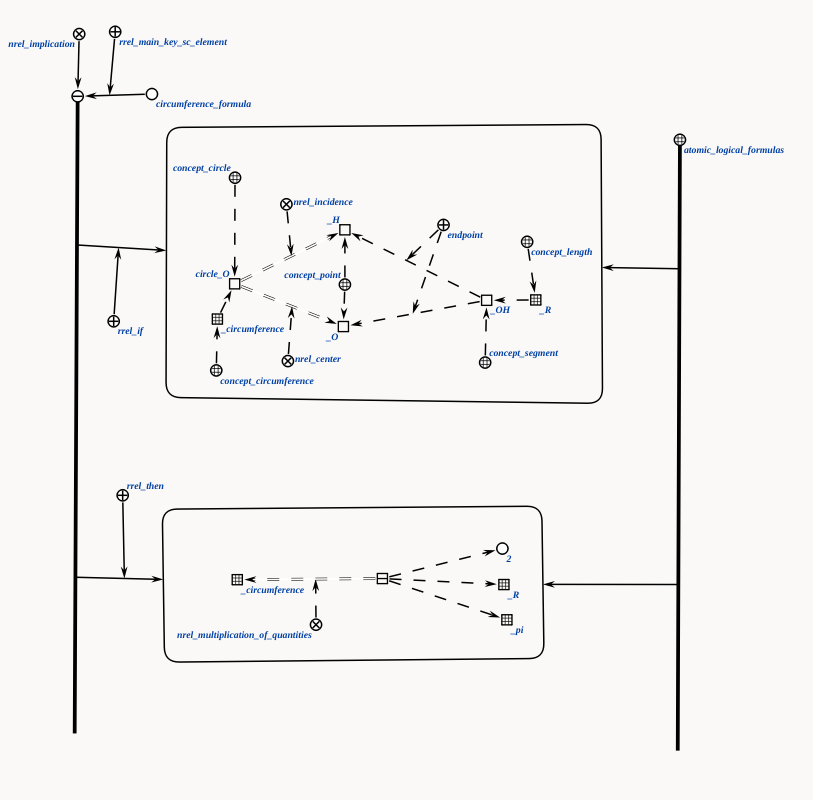 rrel_main_key_sc_element
nrel_implication
circumference_formula
atomic_logical_formulas
concept_circle
nrel_incidence
_H
endpoint
concept_length
circle_O
concept_point
_OH
_R
_circumference
rrel_if
_O
concept_segment
nrel_center
concept_circumference
rrel_then
2
_circumference
_R
_pi
nrel_multiplication_of_quantities